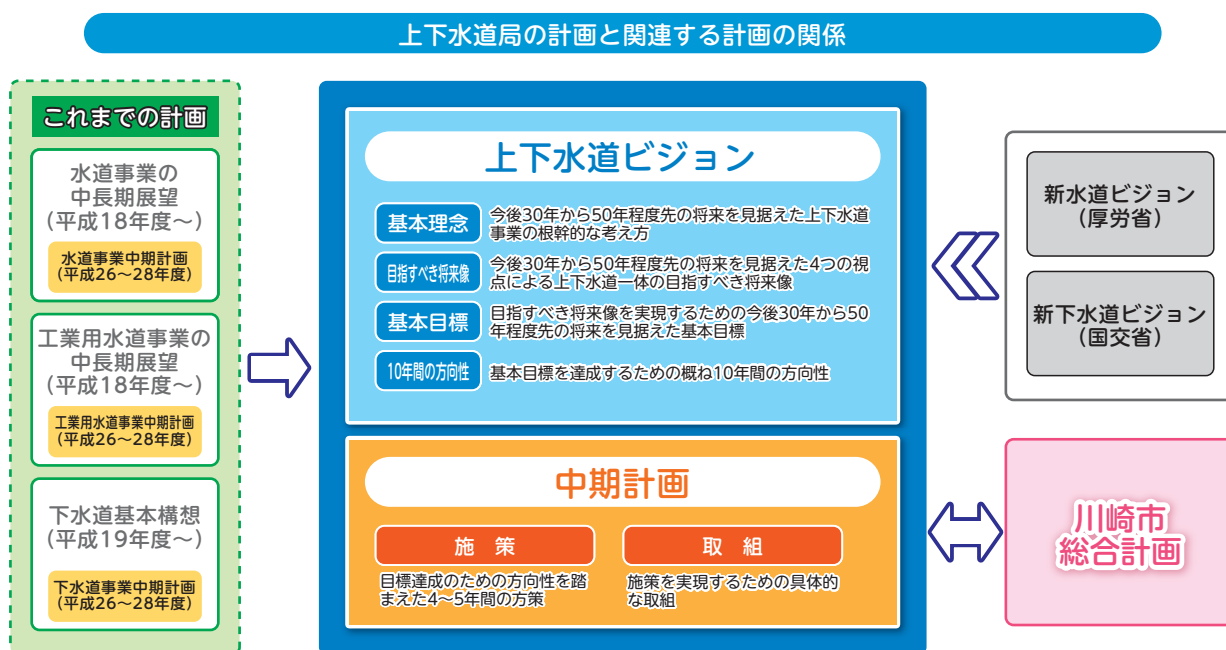 上下水道局の計画と関連する計画の関係
これまでの計画
水道事業の
中長期展望
(平成18年度～)
水道事業中期計画
(平成26～28年度)
工業用水道事業の
中長期展望
(平成18年度～)
工業用水道事業中期計画
(平成26～28年度)
下水道基本構想
(平成19年度～)
下水道事業中期計画
(平成26～28年度)
上下水道ビジョン
基本理念
今後30年から50年程度先の将来を見据えた上下水道
事業の根幹的な考え方
目指すべき将来像
今後30年から50年程度先の将来を見据えた4つの視
点による上下水道一体の目指すべき将来像
基本目標
目指すべき将来像を実現するための今後30年から50
年程度先の将来を見据えた基本目標
10年間の方向性
基本目標を達成するための概ね10年間の方向性
中期計画
施 策
目標達成のための方向性を踏
まえた4～5年間の方策
取 組
施策を実現するための具体的
な取組
新水道ビジョン
(厚労省)
新下水道ビジョン
(国交省)
川崎市
総合計画